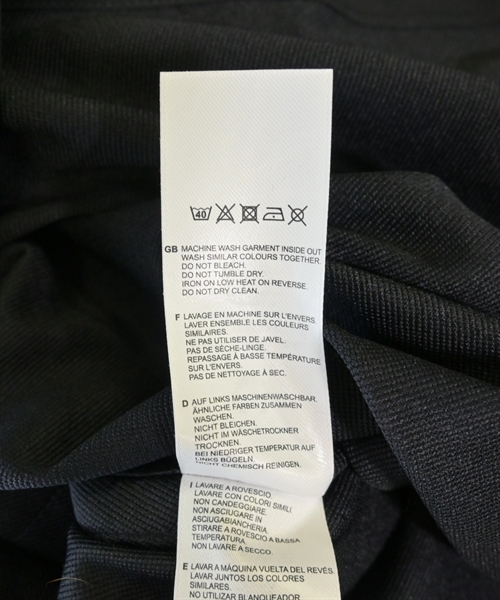 40
GB MACHINE WASH GARMENT INSIDE OUT
WASH SIMILAR COLOURS TOGETHER.
DO NOT BLEACH.
DO NOT TUMBLE DRY.
IRON ON LOW HEAT ON REVERSE.
DO NOT DRY CLEAN.
F LAVAGE EN MACHINE SUR L'ENVERS.
LAVER ENSEMBLE LES COULEURS
SIMILAIRES.
NE PAS UTILISER DE JAVEL.
PAS DE SÈCHE-LINGE.
REPASSAGE À BASSE TEMPÉRATURE
SUR L'ENVERS.
PAS DE NETTOYAGE À SEC.
D AUF LINKS MASCHINENWASCHBAR.
ÄHNLICHE FARBEN ZUSAMMEN
WASCHEN.
NICHT BLEICHEN.
NICHT IM WÄSCHETROCKNER
TROCKNEN.
BEI NIEDRIGER TEMPERATUR AUF
LINKS BÜGELN.
NICHT CHEMISCH REINIGEN.
I LAVARE A ROVESCIO.
LAVARE CON COLORI SIMILI
NON CANDEGGIARE.
NON ASCIUGARE IN
ASCIUGABIANCHERIA.
STIRARE A ROVESCIO A BASSA
TEMPERATURA.
NON LAVARE A SECCO.
E LAVAR A MÁQUINA VUELTA DEL REVÉS.
LAVAR JUNTOS LOS COLORES
SIMILARES.
NO UTILIZAR BLANQUEADOR